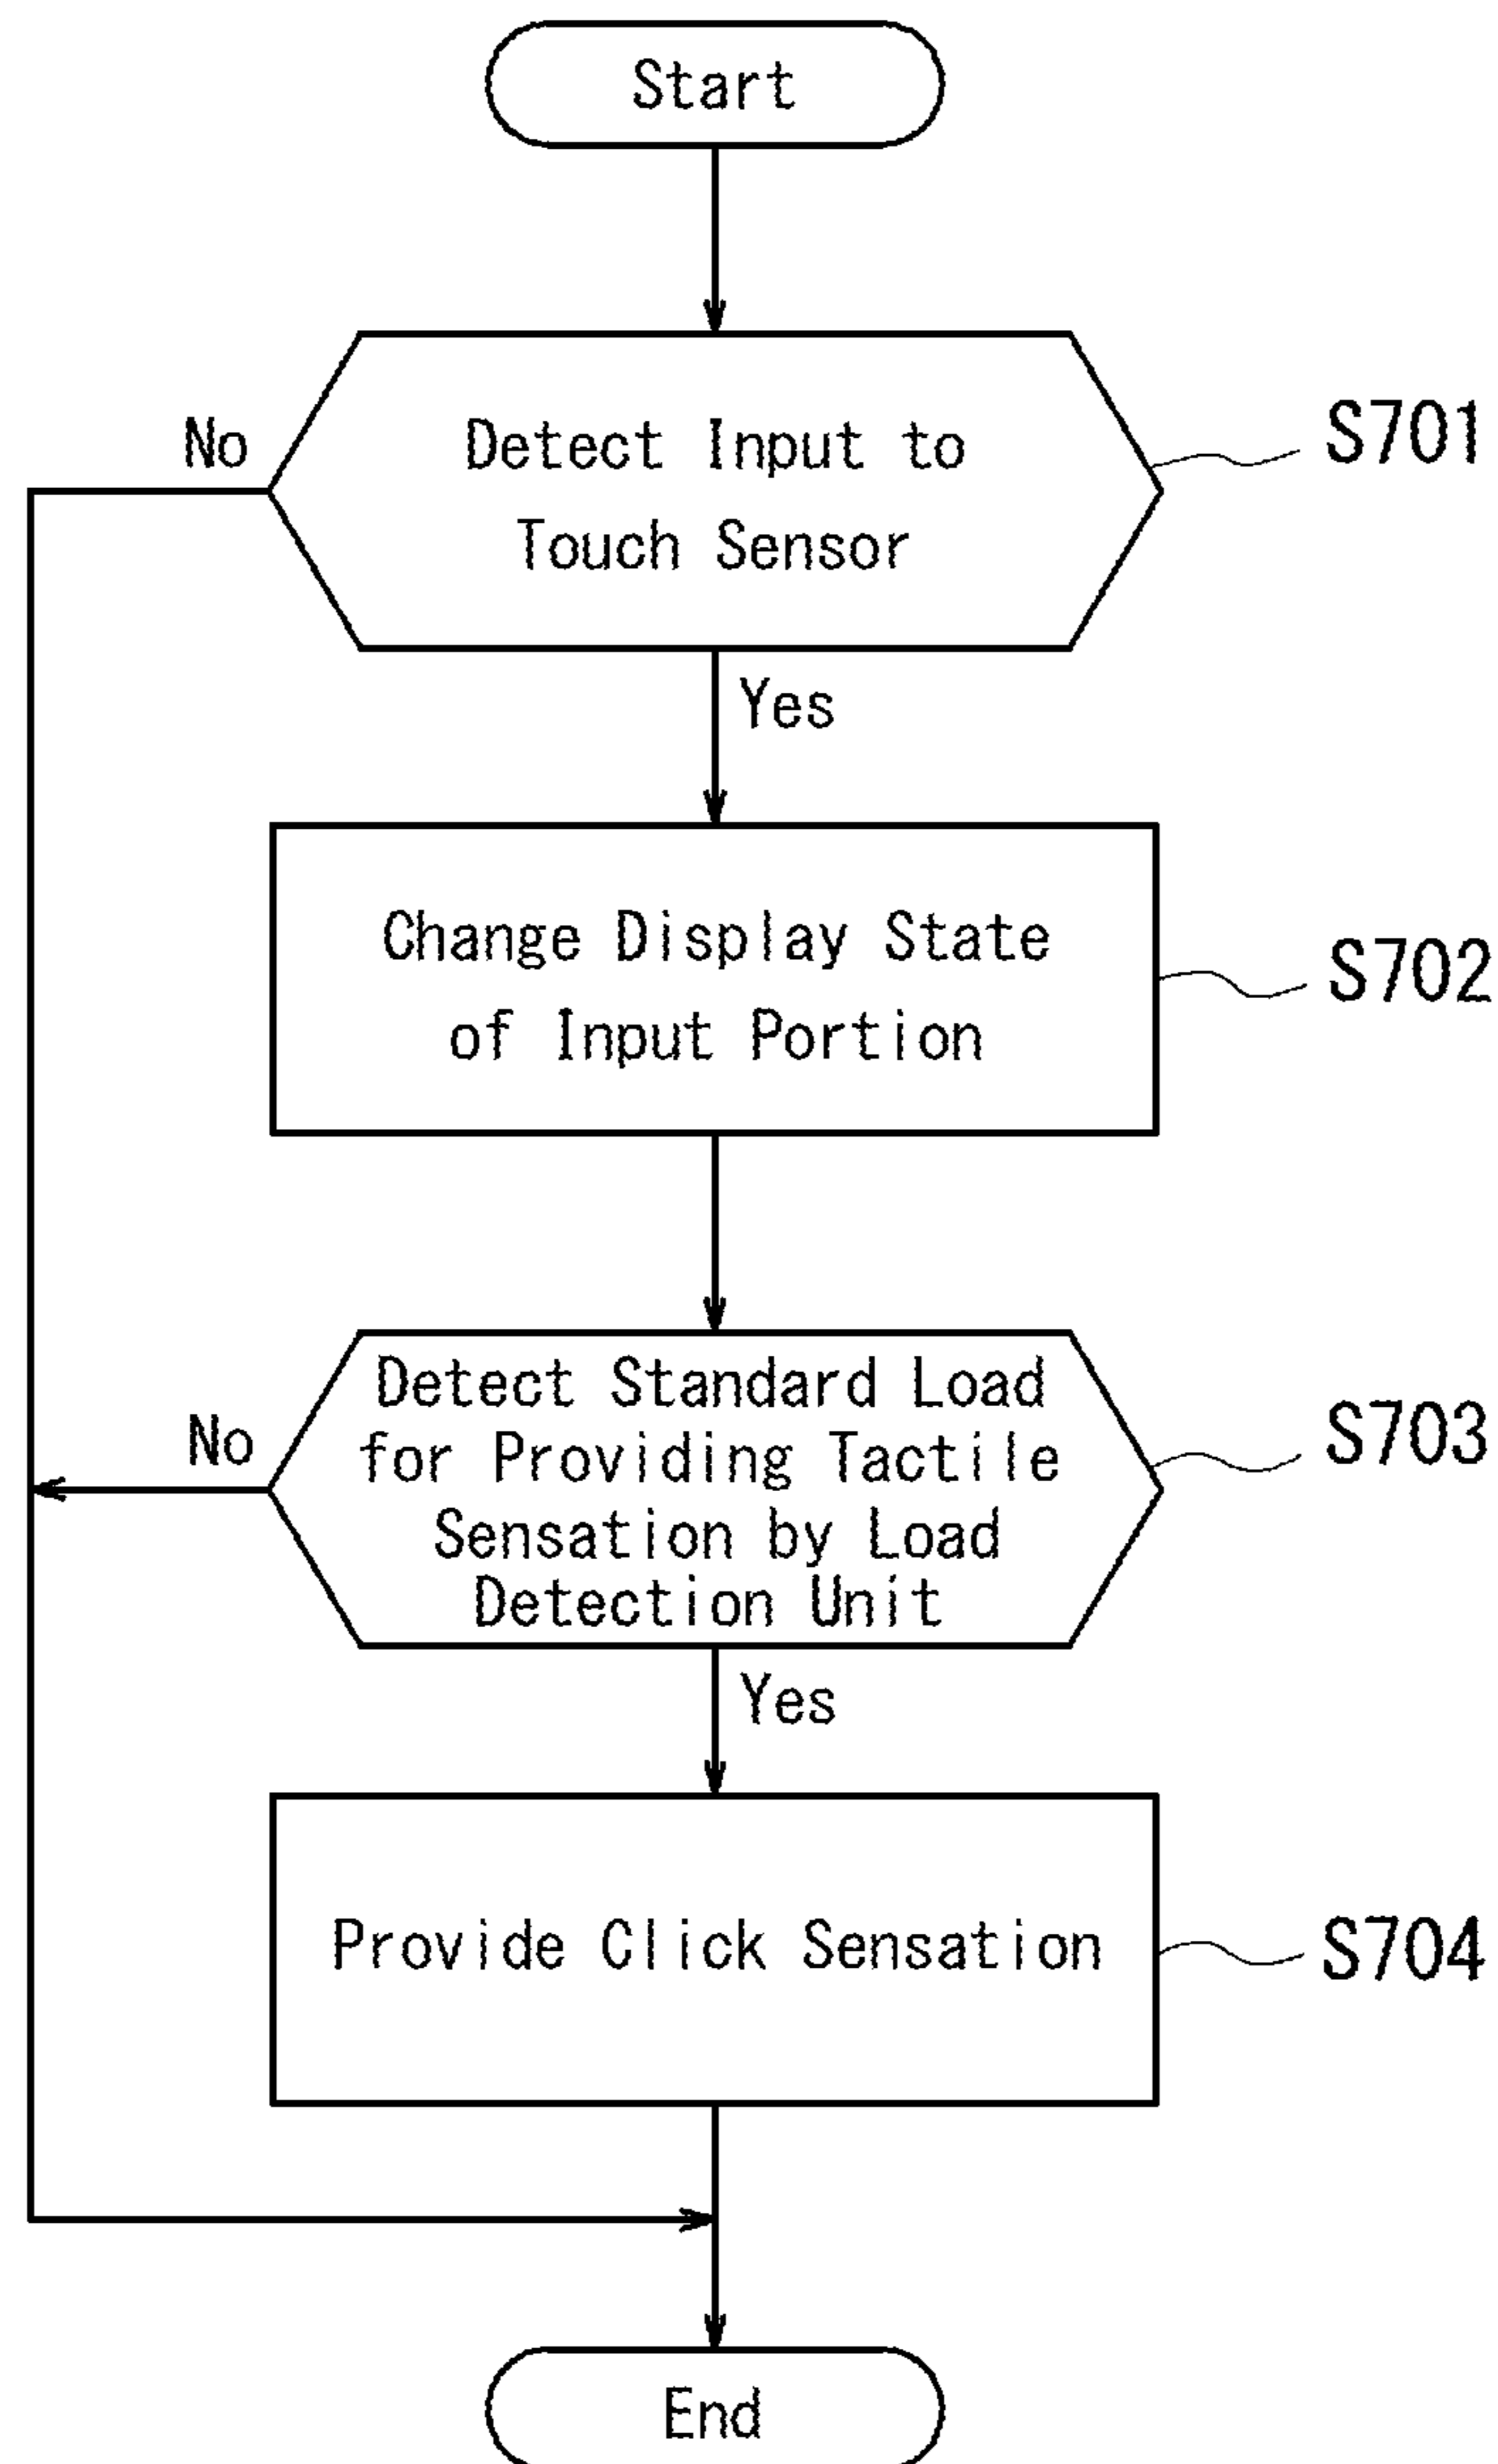 Start
No
Detect Input to
Touch Sensor
S701
Yes
Change Display State
of Input Portion
S702
No
Detect Standard Load
for Providing Tactile
Sensation by Load
Detection Unit
S703
Yes
Provide Click Sensation
S704
End